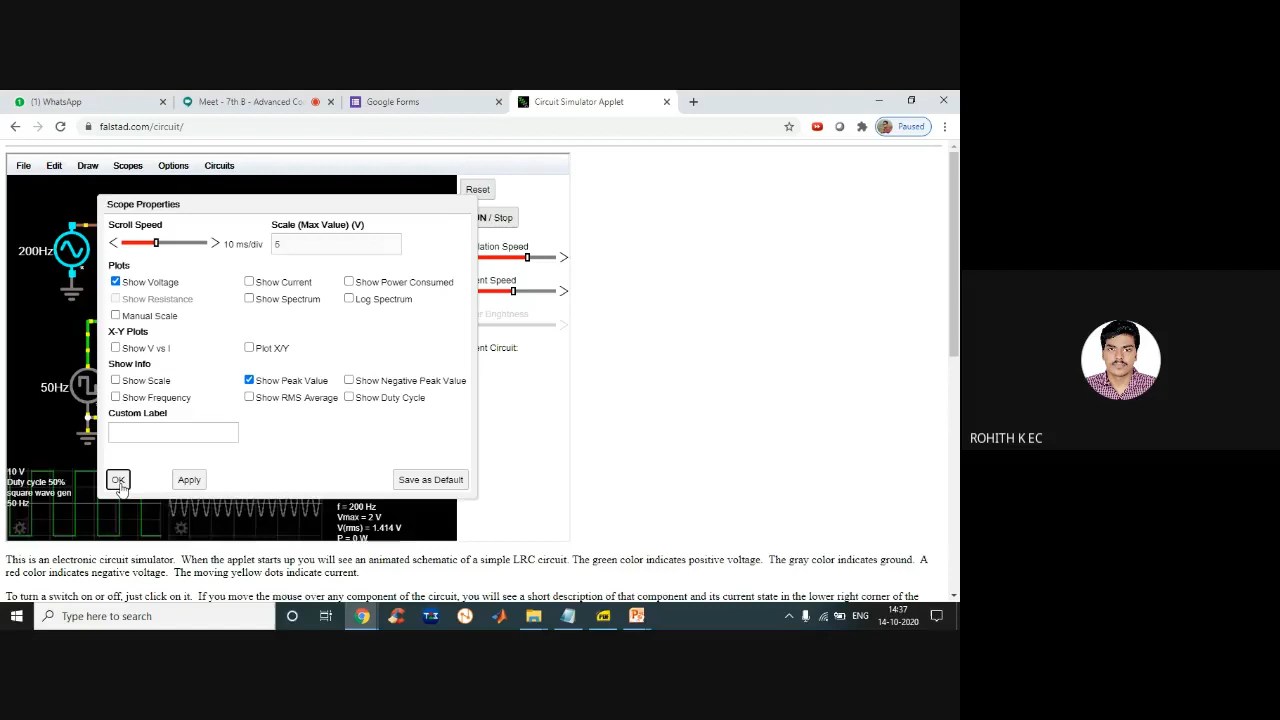 (1) WhatsApp
Meet - 7th B - Advanced Co
Google Forms
Circuit Simulator Applet
falstad.com/circuit/
Paused
File Edit Draw Scopes Options Circuits
Reset
Scope Properties
Scroll Speed
Scale (Max Value) (V)
UN / Stop
10 ms/div
5
200Hz
lation Speed
Plots
Show Voltage
Show Current
Show Power Consumed
ent Speed
Show Resistance
Show Spectrum
Log Spectrum
Manual Scale
r Brightness
X-Y Plots
Show V vs I
Plot X/Y
ent Circuit:
Show Info
Show Scale
Show Peak Value
Show Negative Peak Value
50Hz
Show Frequency
Show RMS Average
Show Duty Cycle
Custom Label
OK
Apply
Save as Default
10 V
Duty cycle 50%
square wave gen
50 Hz
f = 200 Hz
Vmax = 2 V
V(rms) = 1.414 V
P = 0 W
This is an electronic circuit simulator. When the applet starts up you will see an animated schematic of a simple LRC circuit. The green color indicates positive voltage. The gray color indicates ground. A
red color indicates negative voltage. The moving yellow dots indicate current.
To turn a switch on or off, just click on it. If you move the mouse over any component of the circuit, you will see a short description of that component and its current state in the lower right corner of the
Type here to search
ENG
14:37
14-10-2020
ROHITH K EC